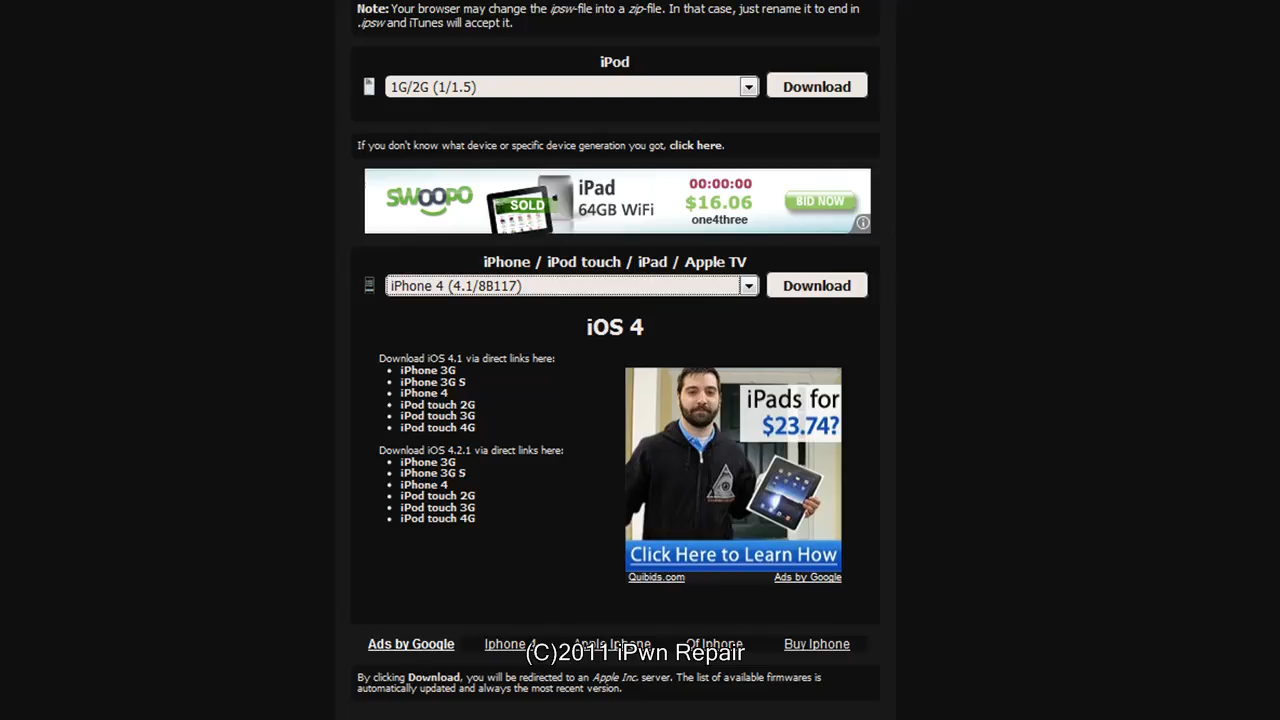 Note: Your browser may change the ipsw-file into a zip-file. In that case, just rename it to end in
.ipsw and iTunes will accept it.
iPod
1G/2G (1/1.5)
Download
If you don't know what device or specific device generation you got, click here.
SWOOPO
SOLD
iPad
64GB WiFi
00:00:00
$16.06
one4three
BID NOW
iPhone / iPod touch / iPad / Apple TV
iPhone 4 (4.1/8B117)
Download
iOS 4
Download iOS 4.1 via direct links here:
iPhone 3G
iPhone 3G S
iPhone 4
iPod touch 2G
iPod touch 3G
iPod touch 4G
Download iOS 4.2.1 via direct links here:
iPhone 3G
iPhone 3G S
iPhone 4
iPod touch 2G
iPod touch 3G
iPod touch 4G
iPads for
$23.74?
Click Here to Learn How
Quibids.com
Ads by Google
Ads by Google
Iphone 4
Apple Iphone
Of Iphone
Buy Iphone
(C)2011 iPwn Repair
By clicking Download, you will be redirected to an Apple Inc. server. The list of available firmwares is
automatically updated and always the most recent version.